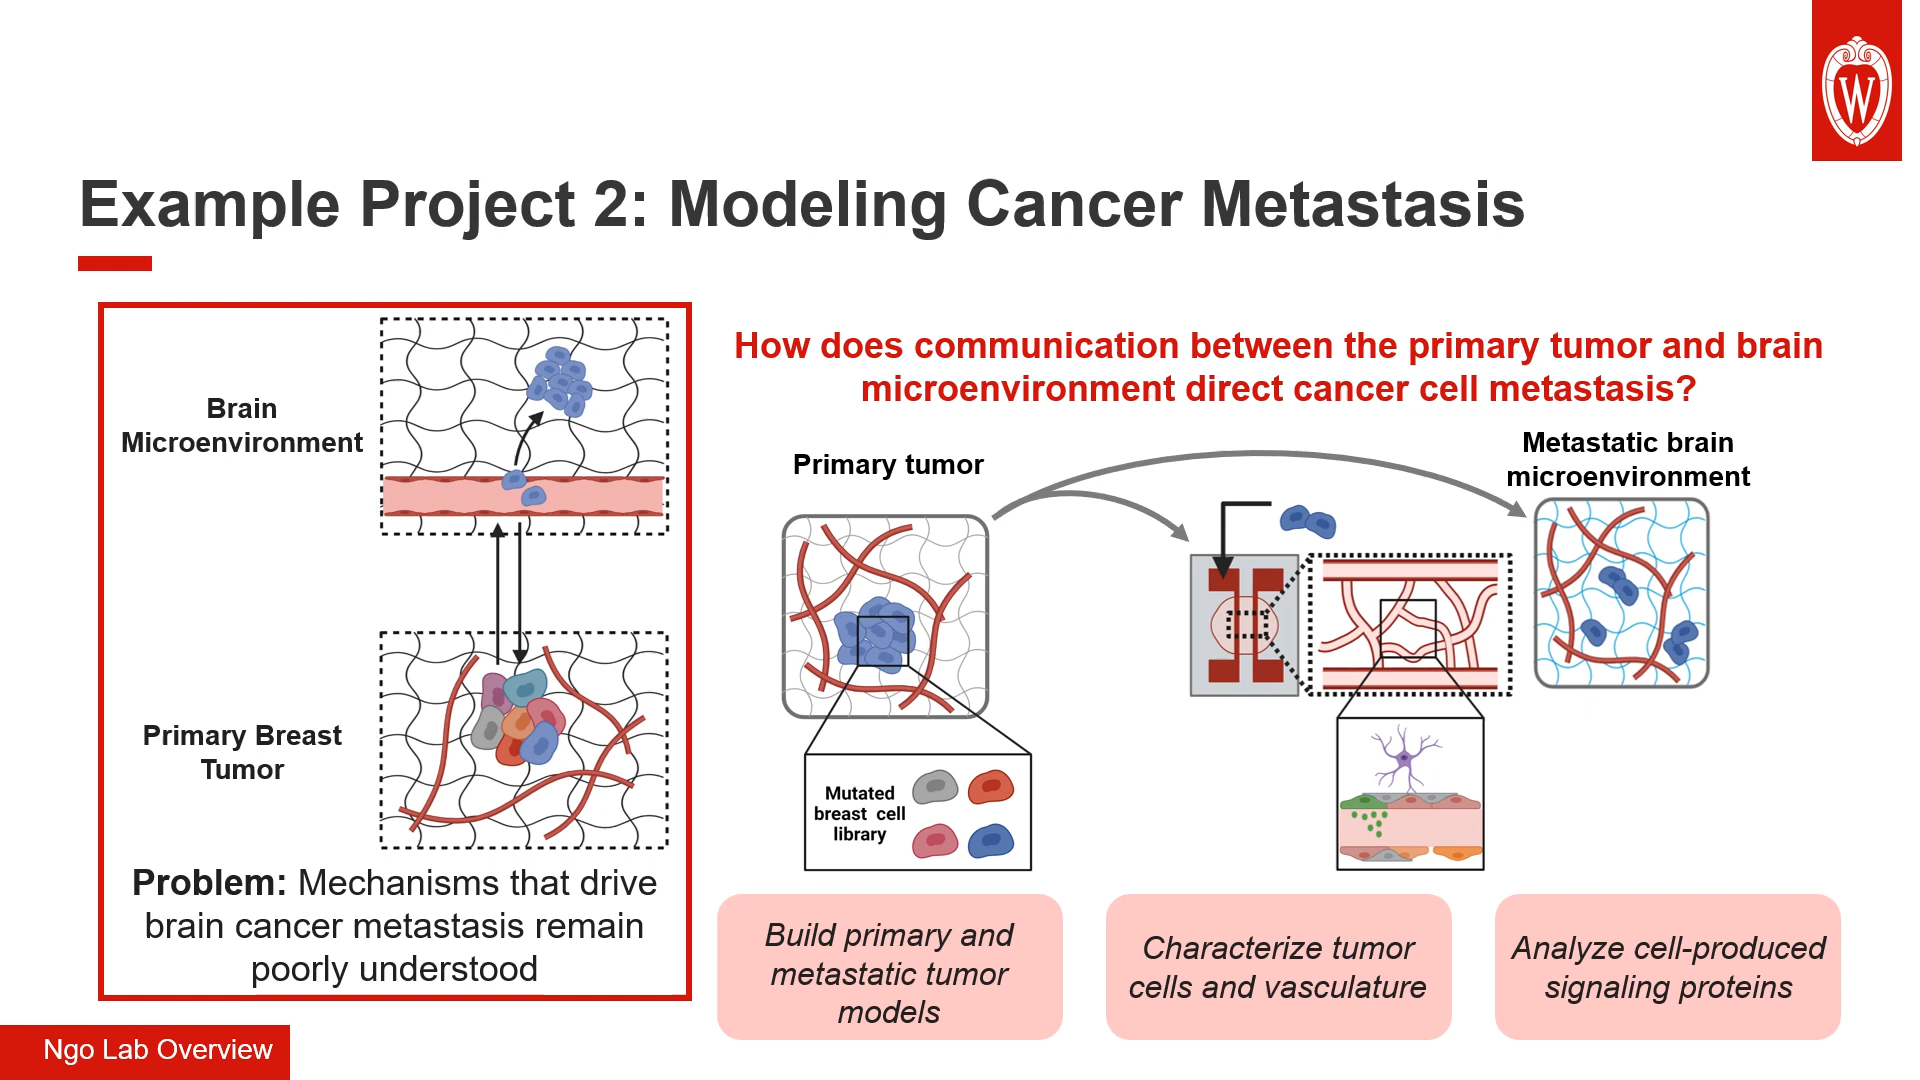 W
Example Project 2: Modeling Cancer Metastasis
Brain
Microenvironment
Primary Breast
Tumor
Problem: Mechanisms that drive
brain cancer metastasis remain
poorly understood
How does communication between the primary tumor and brain
microenvironment direct cancer cell metastasis?
Primary tumor
Metastatic brain
microenvironment
Mutated
breast cell
library
Build primary and
metastatic tumor
models
Characterize tumor
cells and vasculature
Analyze cell-produced
signaling proteins
Ngo Lab Overview